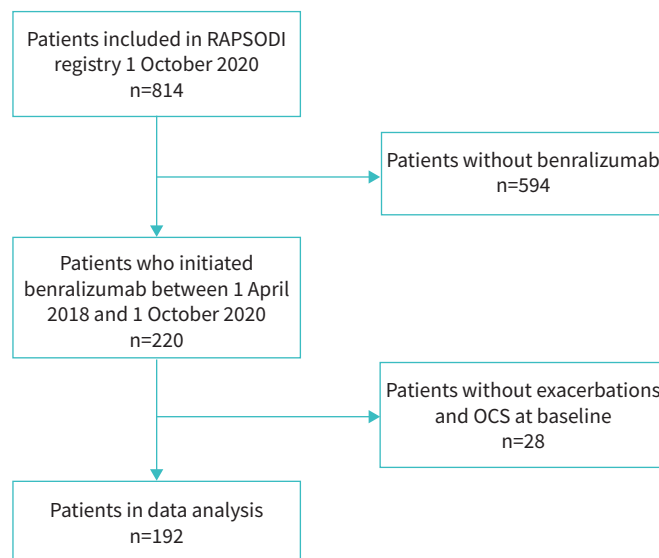 Patients included in RAPSODI
registry 1 October 2020
n=814
Patients without benralizumab
n=594
Patients who initiated
benralizumab between 1 April
2018 and 1 October 2020
n=220
Patients without exacerbations
and OCS at baseline
n=28
Patients in data analysis
n=192